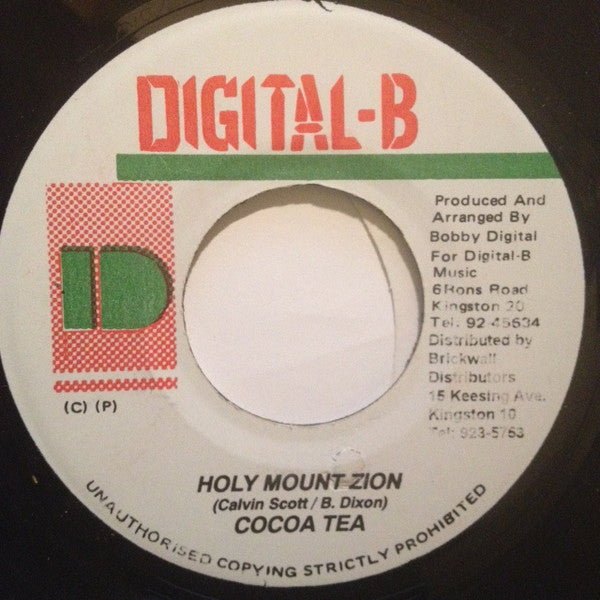 DIGITAL-B
D
Produced And
Arranged By
Bobby Digital
For Digital-B
Music
6 Rons Road
Kingston 20
Tel: 92 45634
Distributed by
Brickwall
Distributors
15 Keesing Ave.
Kingston 10
Tel: 923-5763
(C) (P)
HOLY MOUNT ZION
(Calvin Scott / B. Dixon)
COCOA TEA
UNAUTHORISED COPYING STRICTLY PROHIBITED